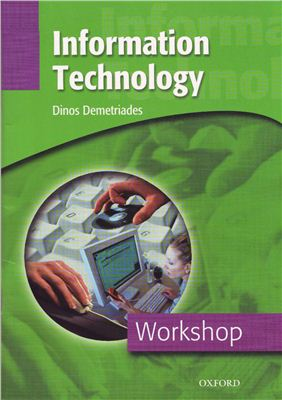 Information
Technology
Dinos Demetriades
Workshop
OXFORD